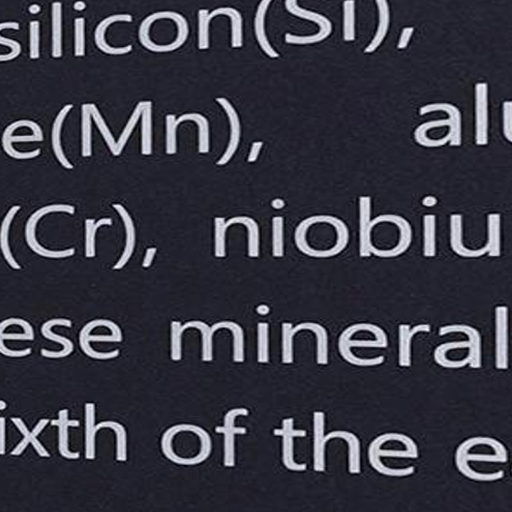 silicon(Si),
e(Mn), alu
(Cr), niobiu
ese mineral
ixth of the e